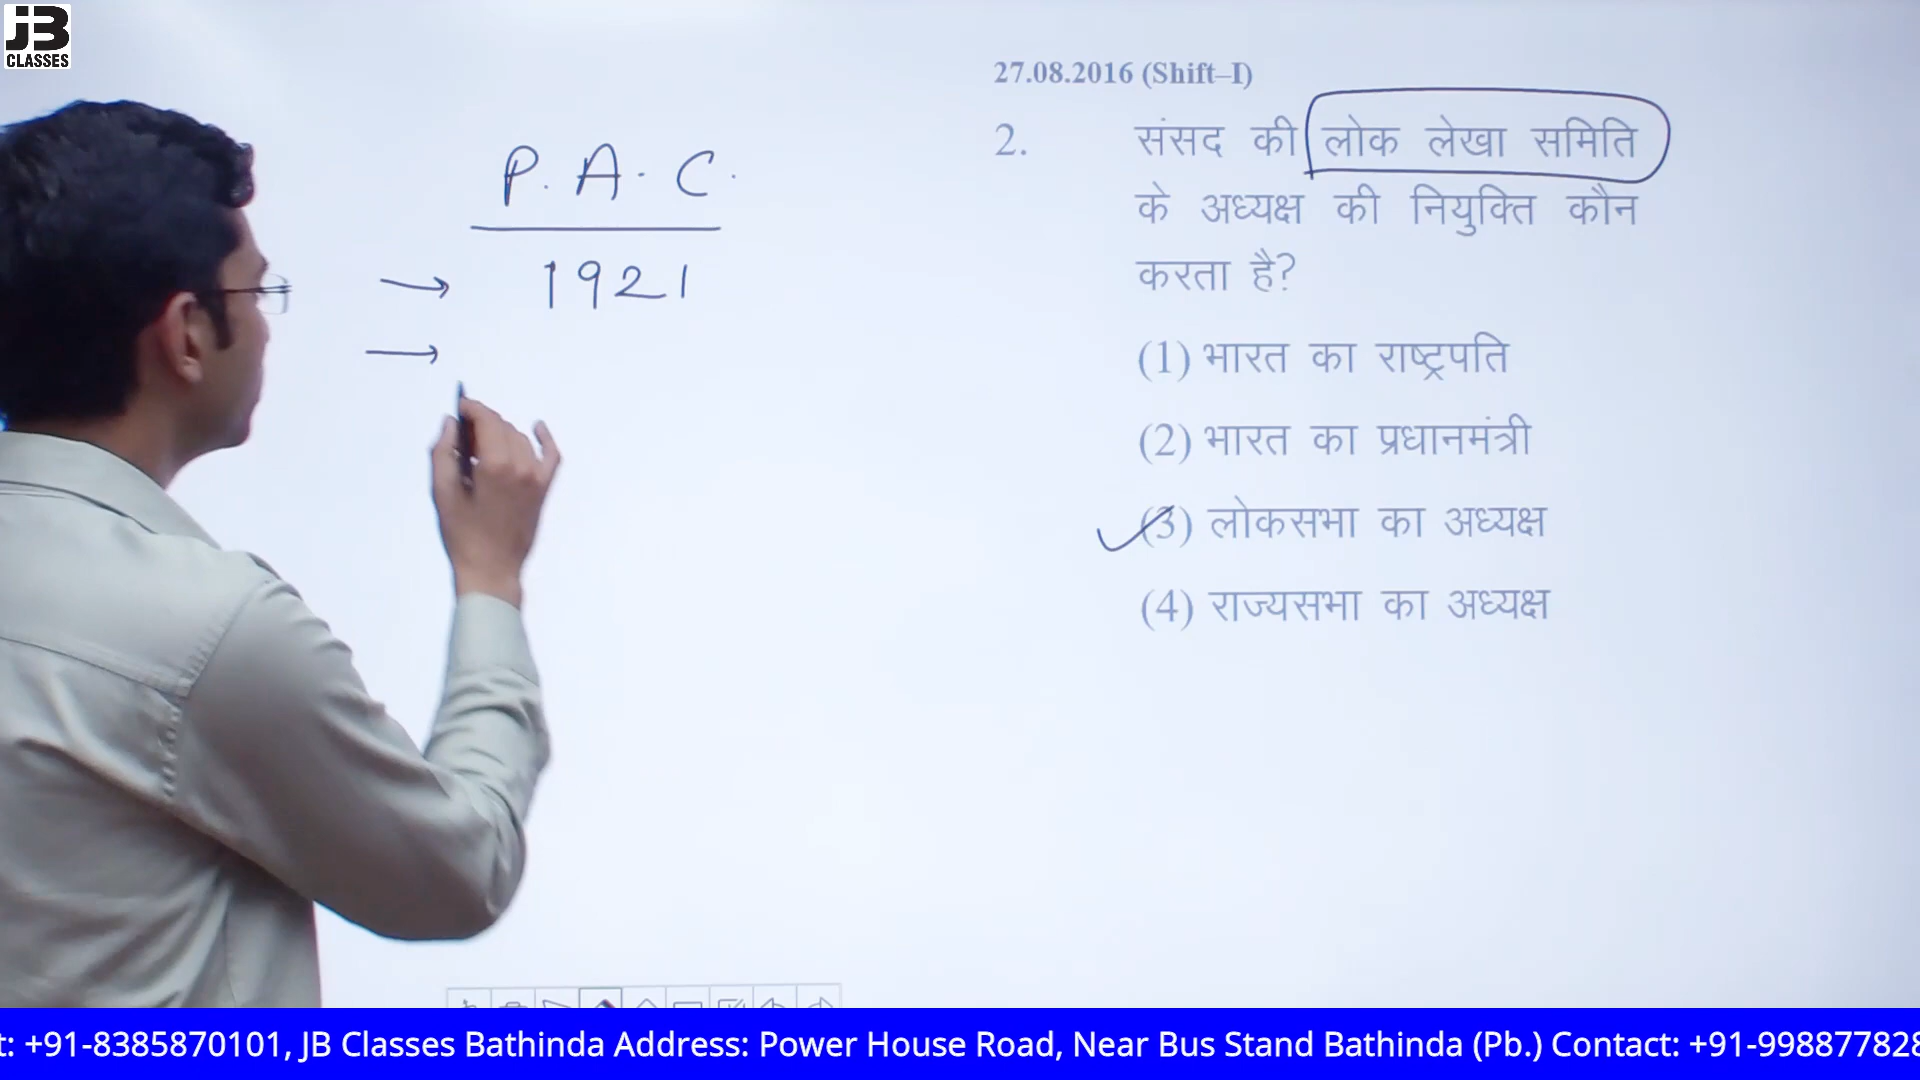 JB
CLASSES
27.08.2016 (Shift–I)
P. A. C.
1921
2. संसद की लोक लेखा समिति
के अध्यक्ष की नियुक्ति कौन
करता है?
(1) भारत का राष्ट्रपति
(2) भारत का प्रधानमंत्री
(3) लोकसभा का अध्यक्ष
(4) राज्यसभा का अध्यक्ष
t: +91-8385870101, JB Classes Bathinda Address: Power House Road, Near Bus Stand Bathinda (Pb.) Contact: +91-99887782